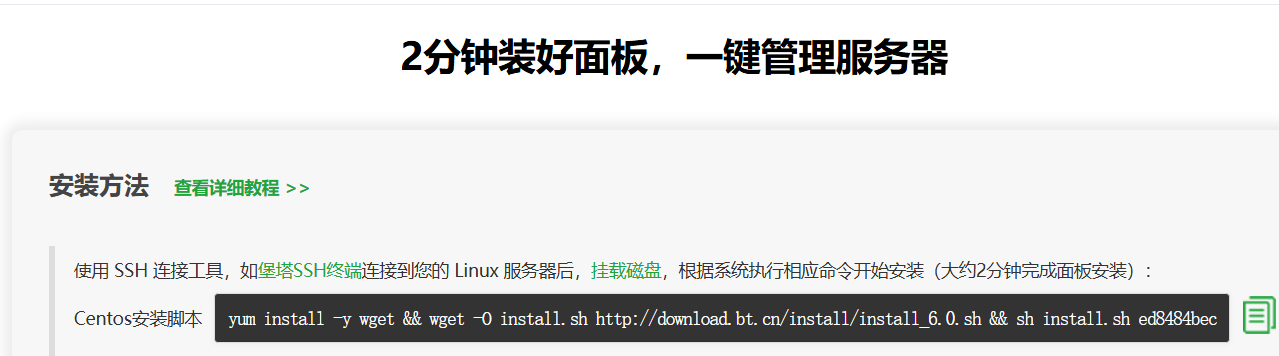 2分钟装好面板，一键管理服务器
安装方法 查看详细教程 >>
使用 SSH 连接工具，如堡塔SSH终端连接到您的 Linux 服务器后，挂载磁盘，根据系统执行相应命令开始安装（大约2分钟完成面板安装）：
Centos安装脚本 yum install -y wget && wget -O install.sh http://download.bt.cn/install/install_6.0.sh && sh install.sh ed8484bec